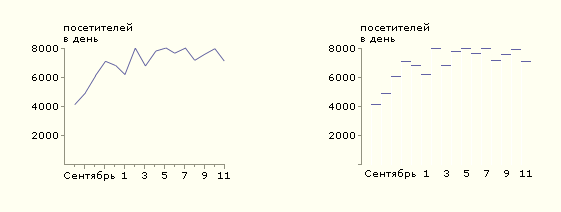 посетителей
в день
8000
6000
4000
2000
Сентябрь 1 3 5 7 9 11
посетителей
в день
8000
6000
4000
2000
Сентябрь 1 3 5 7 9 11